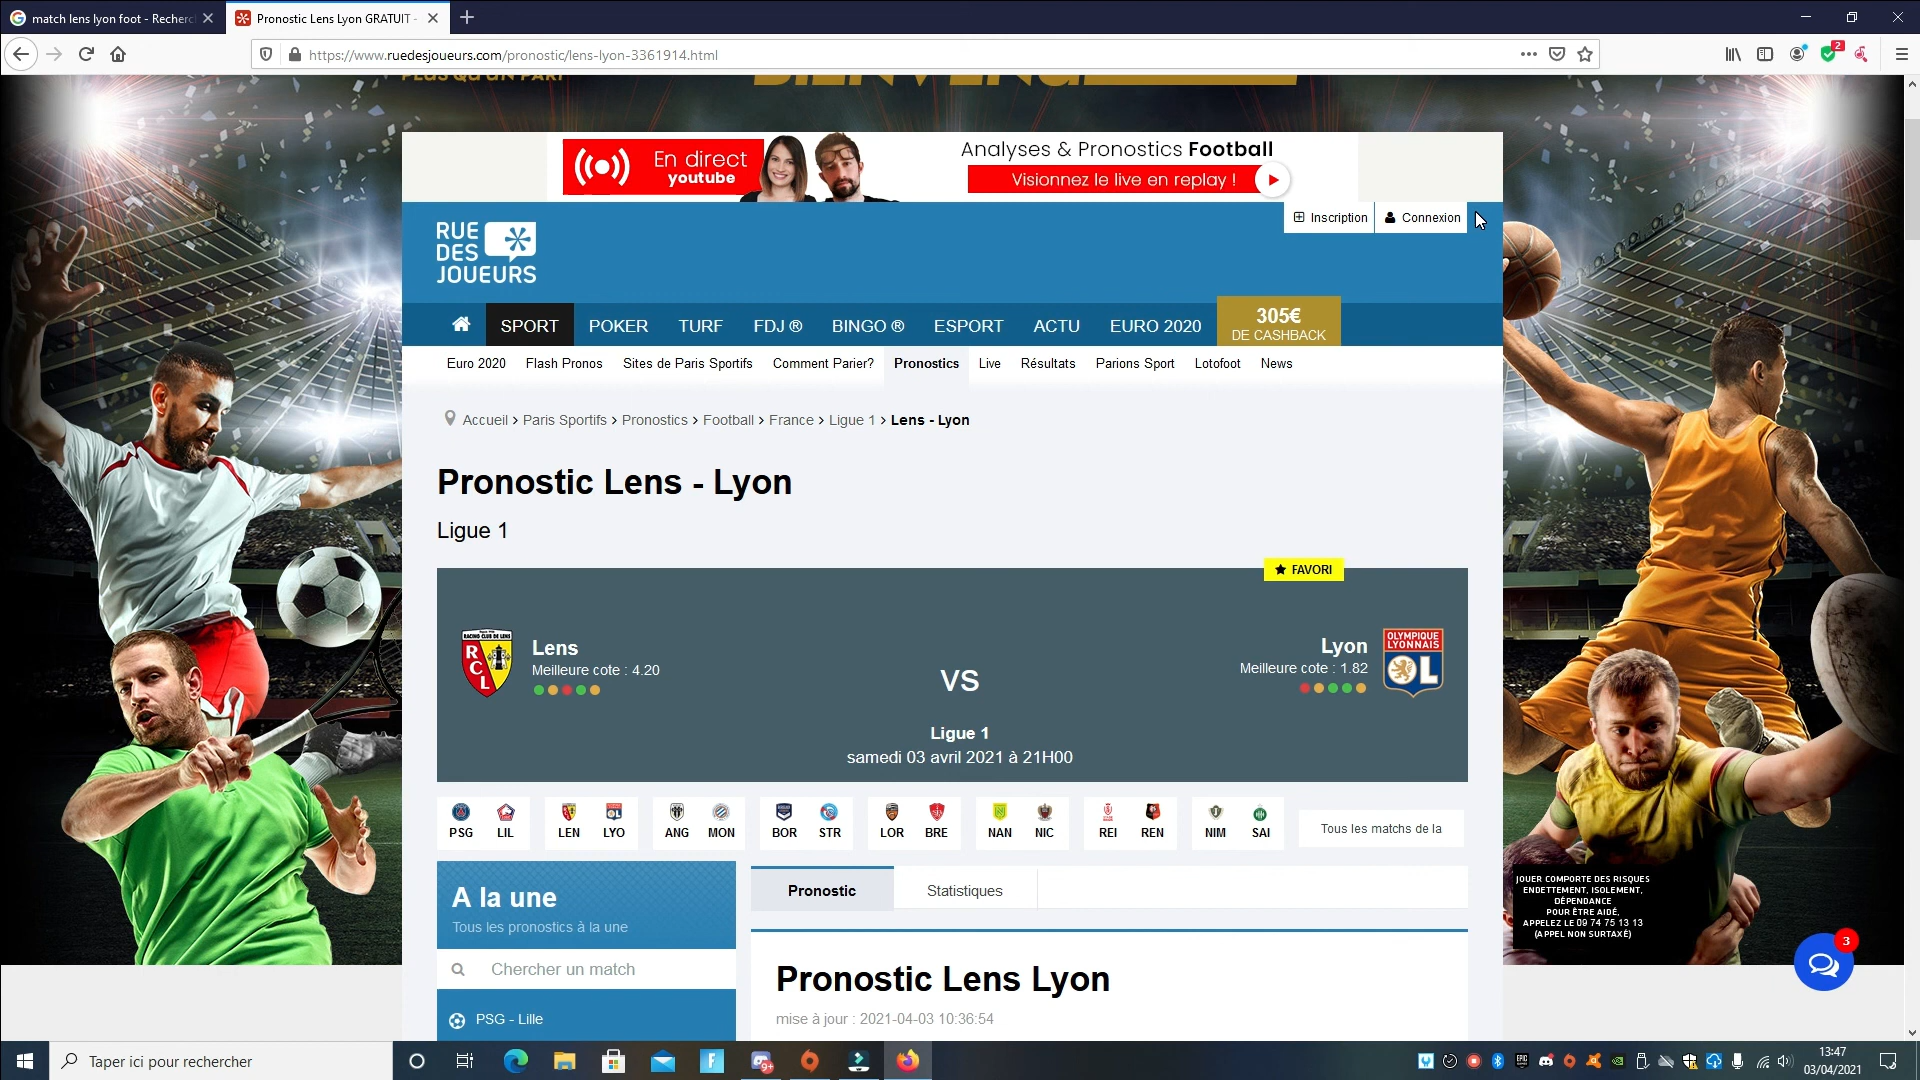 match lens lyon foot - Recherc
Pronostic Lens Lyon GRATUIT -
https://www.ruedesjoueurs.com/pronostic/lens-lyon-3361914.html
2
PLUS QU'UN PARI
BIENVENUE
En direct
youtube
Analyses & Pronostics Football
Visionnez le live en replay !
Inscription
Connexion
RUE
DES
JOUEURS
SPORT
POKER
TURF
FDJ ®
BINGO ®
ESPORT
ACTU
EURO 2020
305€
DE CASHBACK
Euro 2020
Flash Pronos
Sites de Paris Sportifs
Comment Parier?
Pronostics
Live
Résultats
Parions Sport
Lotofoot
News
Accueil > Paris Sportifs > Pronostics > Football > France > Ligue 1 > Lens - Lyon
Pronostic Lens - Lyon
Ligue 1
★ FAVORI
RCL
Lens
Meilleure cote : 4.20
VS
Lyon
Meilleure cote : 1.82
OLYMPIQUE
LYONNAIS
OL
Ligue 1
samedi 03 avril 2021 à 21H00
PSG LIL
LEN LYO
ANG MON
BOR STR
LOR BRE
NAN NIC
REI REN
NIM SAI
Tous les matchs de la
A la une
Tous les pronostics à la une
Chercher un match
PSG - Lille
Pronostic
Statistiques
Pronostic Lens Lyon
mise à jour : 2021-04-03 10:36:54
JOUER COMPORTE DES RISQUES
ENDETTEMENT, ISOLEMENT,
DÉPENDANCE
POUR ÊTRE AIDÉ,
APPELEZ LE 09 74 75 13 13
(APPEL NON SURTAXÉ)
3
Taper ici pour rechercher
9+
13:47
03/04/2021